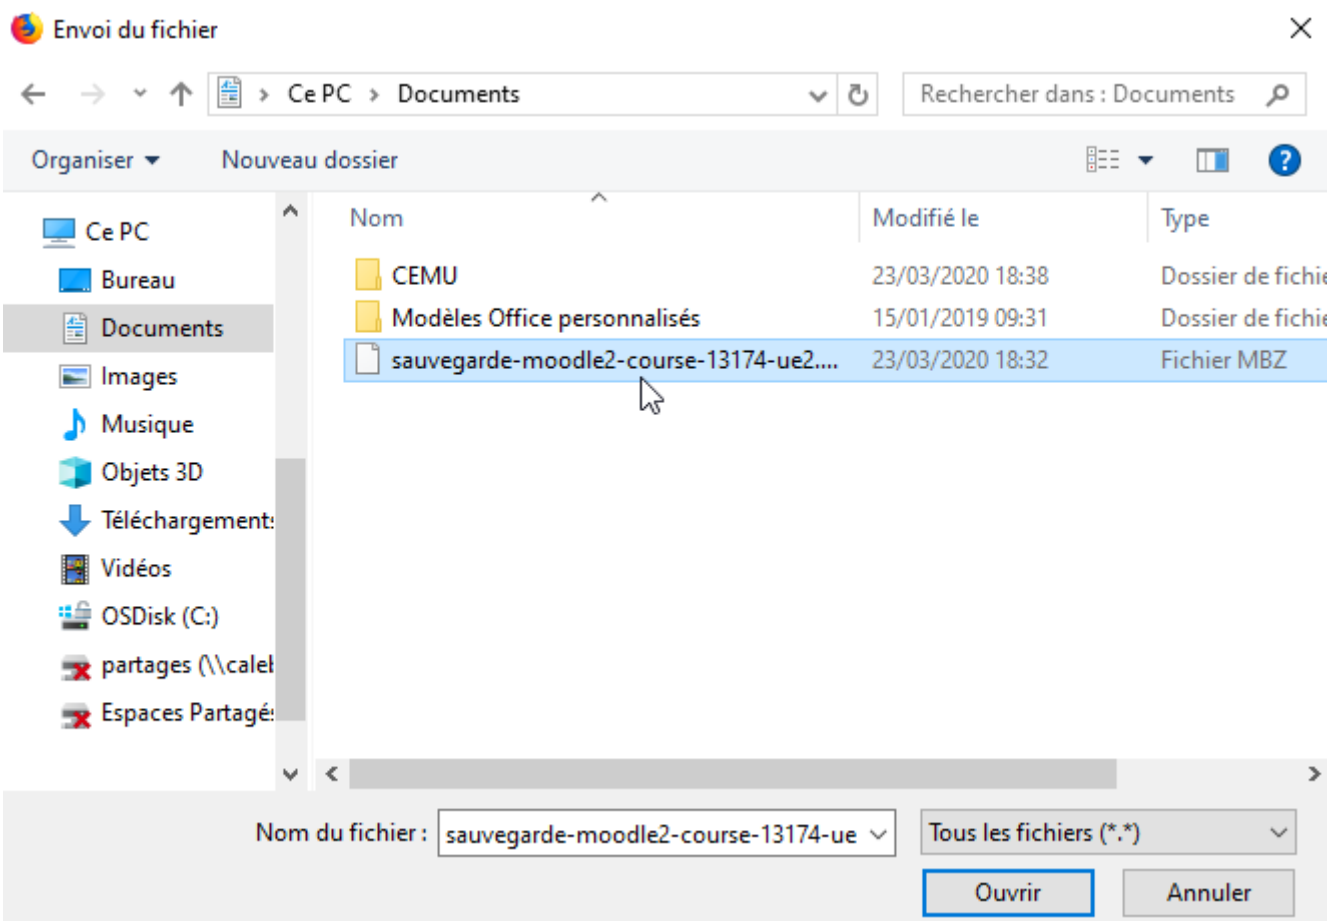 Envoi du fichier
Ce PC > Documents
Rechercher dans : Documents
Organiser
Nouveau dossier
Nom
Modifié le
Type
Ce PC
Bureau
Documents
Images
Musique
Objets 3D
Téléchargements
Vidéos
OSDisk (C:)
partages (\\caleb
Espaces Partagés
CEMU 23/03/2020 18:38 Dossier de fichie
Modèles Office personnalisés 15/01/2019 09:31 Dossier de fichie
sauvegarde-moodle2-course-13174-ue2.... 23/03/2020 18:32 Fichier MBZ
Nom du fichier : sauvegarde-moodle2-course-13174-ue
Tous les fichiers (*.*)
Ouvrir
Annuler